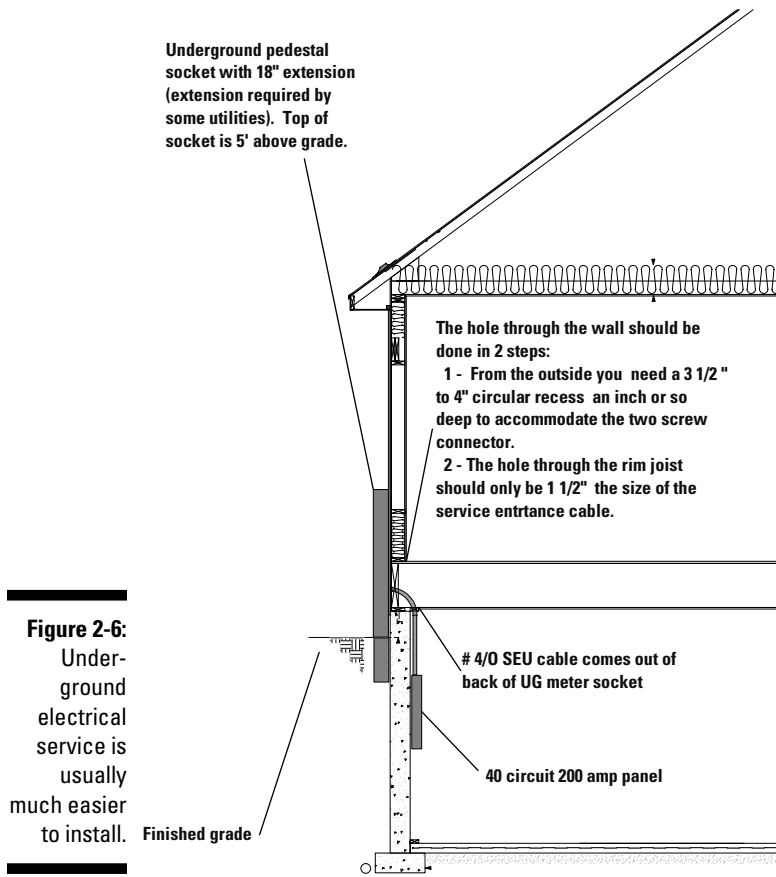 Underground pedestal
socket with 18" extension
(extension required by
some utilities). Top of
socket is 5' above grade.
The hole through the wall should be
done in 2 steps:
1 - From the outside you need a 3 1/2 "
to 4" circular recess an inch or so
deep to accommodate the two screw
connector.
2 - The hole through the rim joist
should only be 1 1/2" the size of the
service entrtance cable.
# 4/0 SEU cable comes out of
back of UG meter socket
40 circuit 200 amp panel
Finished grade
Figure 2-6:
Under-
ground
electrical
service is
usually
much easier
to install.